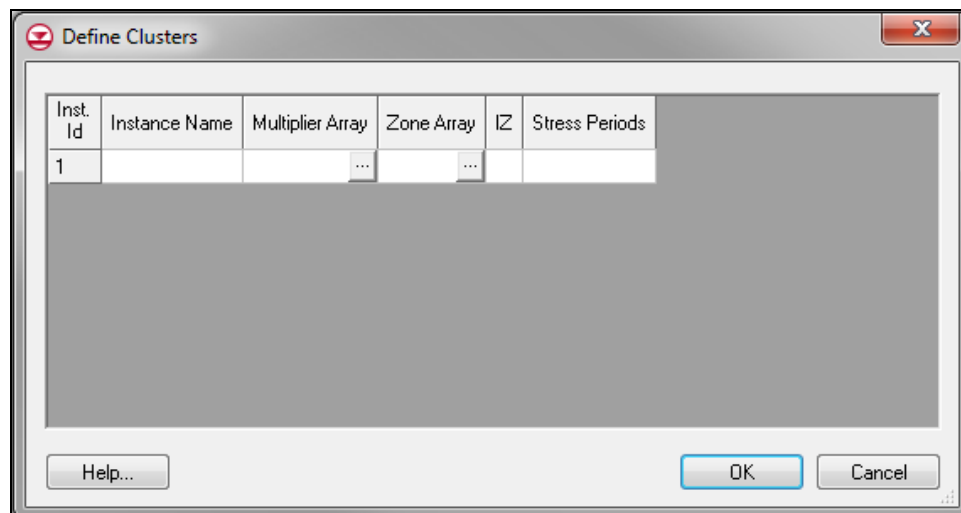 Define Clusters
Inst. Id Instance Name Multiplier Array Zone Array IZ Stress Periods
1 ... ...
Help... OK Cancel